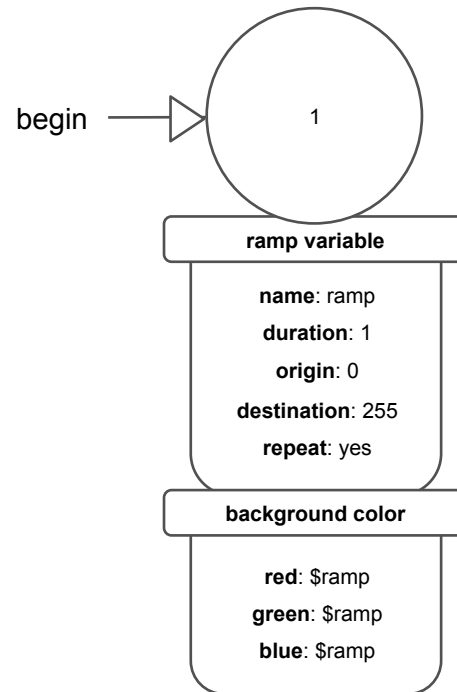 begin
1
ramp variable
name: ramp
duration: 1
origin: 0
destination: 255
repeat: yes
background color
red: $ramp
green: $ramp
blue: $ramp